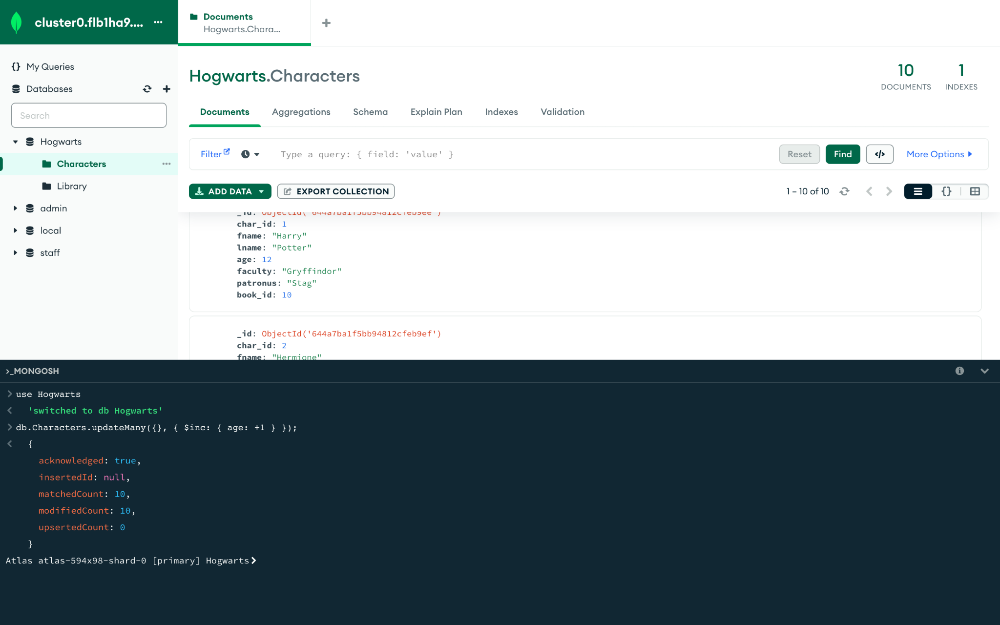 cluster0.flb1ha9....
Documents
Hogwarts.Chara...
My Queries
Databases
Search
Hogwarts
Characters
Library
admin
local
staff
Hogwarts.Characters
10
DOCUMENTS
1
INDEXES
Documents Aggregations Schema Explain Plan Indexes Validation
Filter Type a query: { field: 'value' } Reset Find </> More Options
ADD DATA EXPORT COLLECTION 1 – 10 of 10 {}
_id: ObjectId('644a7ba1f5bb94812cfeb9ee')
char_id: 1
fname: "Harry"
lname: "Potter"
age: 12
faculty: "Gryffindor"
patronus: "Stag"
book_id: 10
_id: ObjectId('644a7ba1f5bb94812cfeb9ef')
char_id: 2
fname: "Hermione"
>_MONGOSH
> use Hogwarts
< 'switched to db Hogwarts'
> db.Characters.updateMany({}, { $inc: { age: +1 } });
< {
acknowledged: true,
insertedId: null,
matchedCount: 10,
modifiedCount: 10,
upsertedCount: 0
}
Atlas atlas-594x98-shard-0 [primary] Hogwarts>